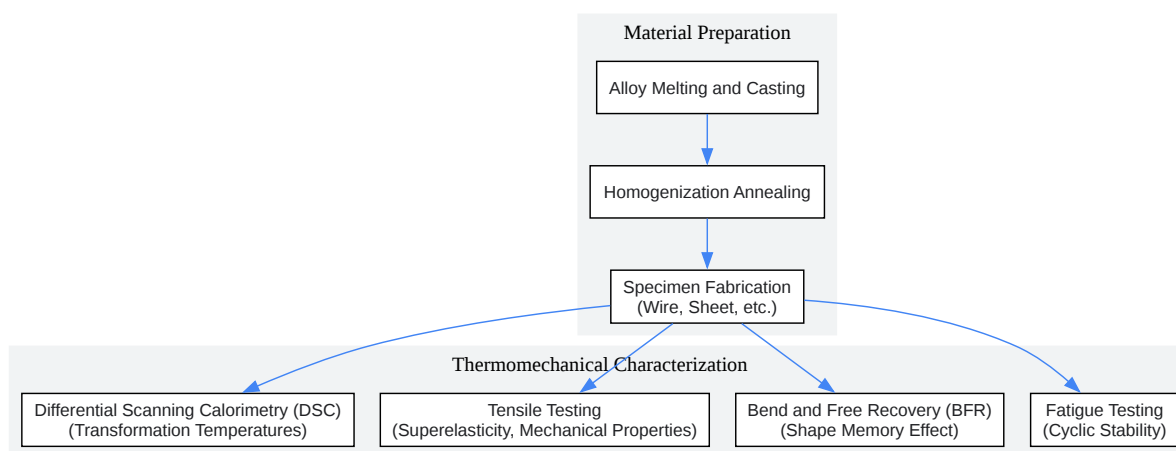 Material Preparation
Alloy Melting and Casting
Homogenization Annealing
Specimen Fabrication
(Wire, Sheet, etc.)
Thermomechanical Characterization
Differential Scanning Calorimetry (DSC)
(Transformation Temperatures)
Tensile Testing
(Superelasticity, Mechanical Properties)
Bend and Free Recovery (BFR)
(Shape Memory Effect)
Fatigue Testing
(Cyclic Stability)